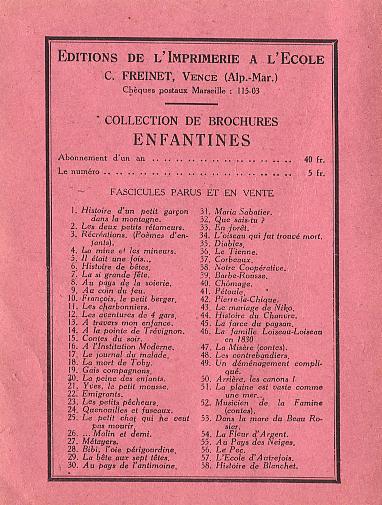 EDITIONS DE L'IMPRIMERIE A L'ECOLE
C. FREINET, VENCE (Alp.-Mar.)
Chèques postaux Marseille : 115-03
COLLECTION DE BROCHURES
ENFANTINES
Abonnement d'un an .. .. .. .. .. .. .. .. .. .. 40 fr.
Le numéro .. .. .. .. .. .. .. .. .. .. .. .. 5 fr.
FASCICULES PARUS ET EN VENTE
1. Histoire d'un petit garçon
dans la montagne.
2. Les deux petits rétameurs.
3. Récréations. (Poèmes d'en-
fants).
4. La mine et les mineurs.
5. Il était une fois...
6. Histoire de bêtes.
7. La si grande fête.
8. Au pays de la soierie.
9. Au coin du feu.
10. François, le petit berger.
11. Les charbonniers.
12. Les aventures de 4 gars.
13. A travers mon enfance.
14. A la pointe de Trévignon.
15. Contes du soir.
16. A l'Institution Moderne.
17. Le journal du malade.
18. La mort de Toby.
19. Gais compagnons.
20. La peine des enfants.
21. Yves, le petit mousse.
22. Emigrants.
23. Les petits pêcheurs.
24. Quenouilles et fuseaux.
25. Le petit chat qui ne veut
pas mourir
26. ... Malin et demi.
27. Métayers.
28. Bibi, l'oie périgourdine,
29. La bête aux sept têtes.
30. Au pays de l'antimoine.
31. Maria Sabatier.
32. Que sais-tu ?
33. En forêt.
34. L'oiseau qui fut trouvé mort.
35. Diables.
36. Le Tienne.
37. Corbeaux.
38. Notre Coopérative.
39. Barbe-Rousse.
40. Chômage.
41. Pétoule.
42. Pierre-la-Chique.
43. Le mariage de Niko.
44. Histoire du Chanvre.
45. La farce du paysan.
46. La famille Loiseau-Loiseau
en 1830
47. La Misère (contes).
48. Les contrebandiers.
49. Un déménagement compli-
qué.
50. Arrière, les canons !
51. La plaine est vaste comme
une mer...
52. Musicien de la Famine
(contes).
53. Dans la mare du Beau Ro-
sier.
54. La Fleur d'Argent.
55. Au Pays des Neiges.
56. Le Pec.
57. L'Ecole d'Autrefois.
58. Histoire de Blanchet.